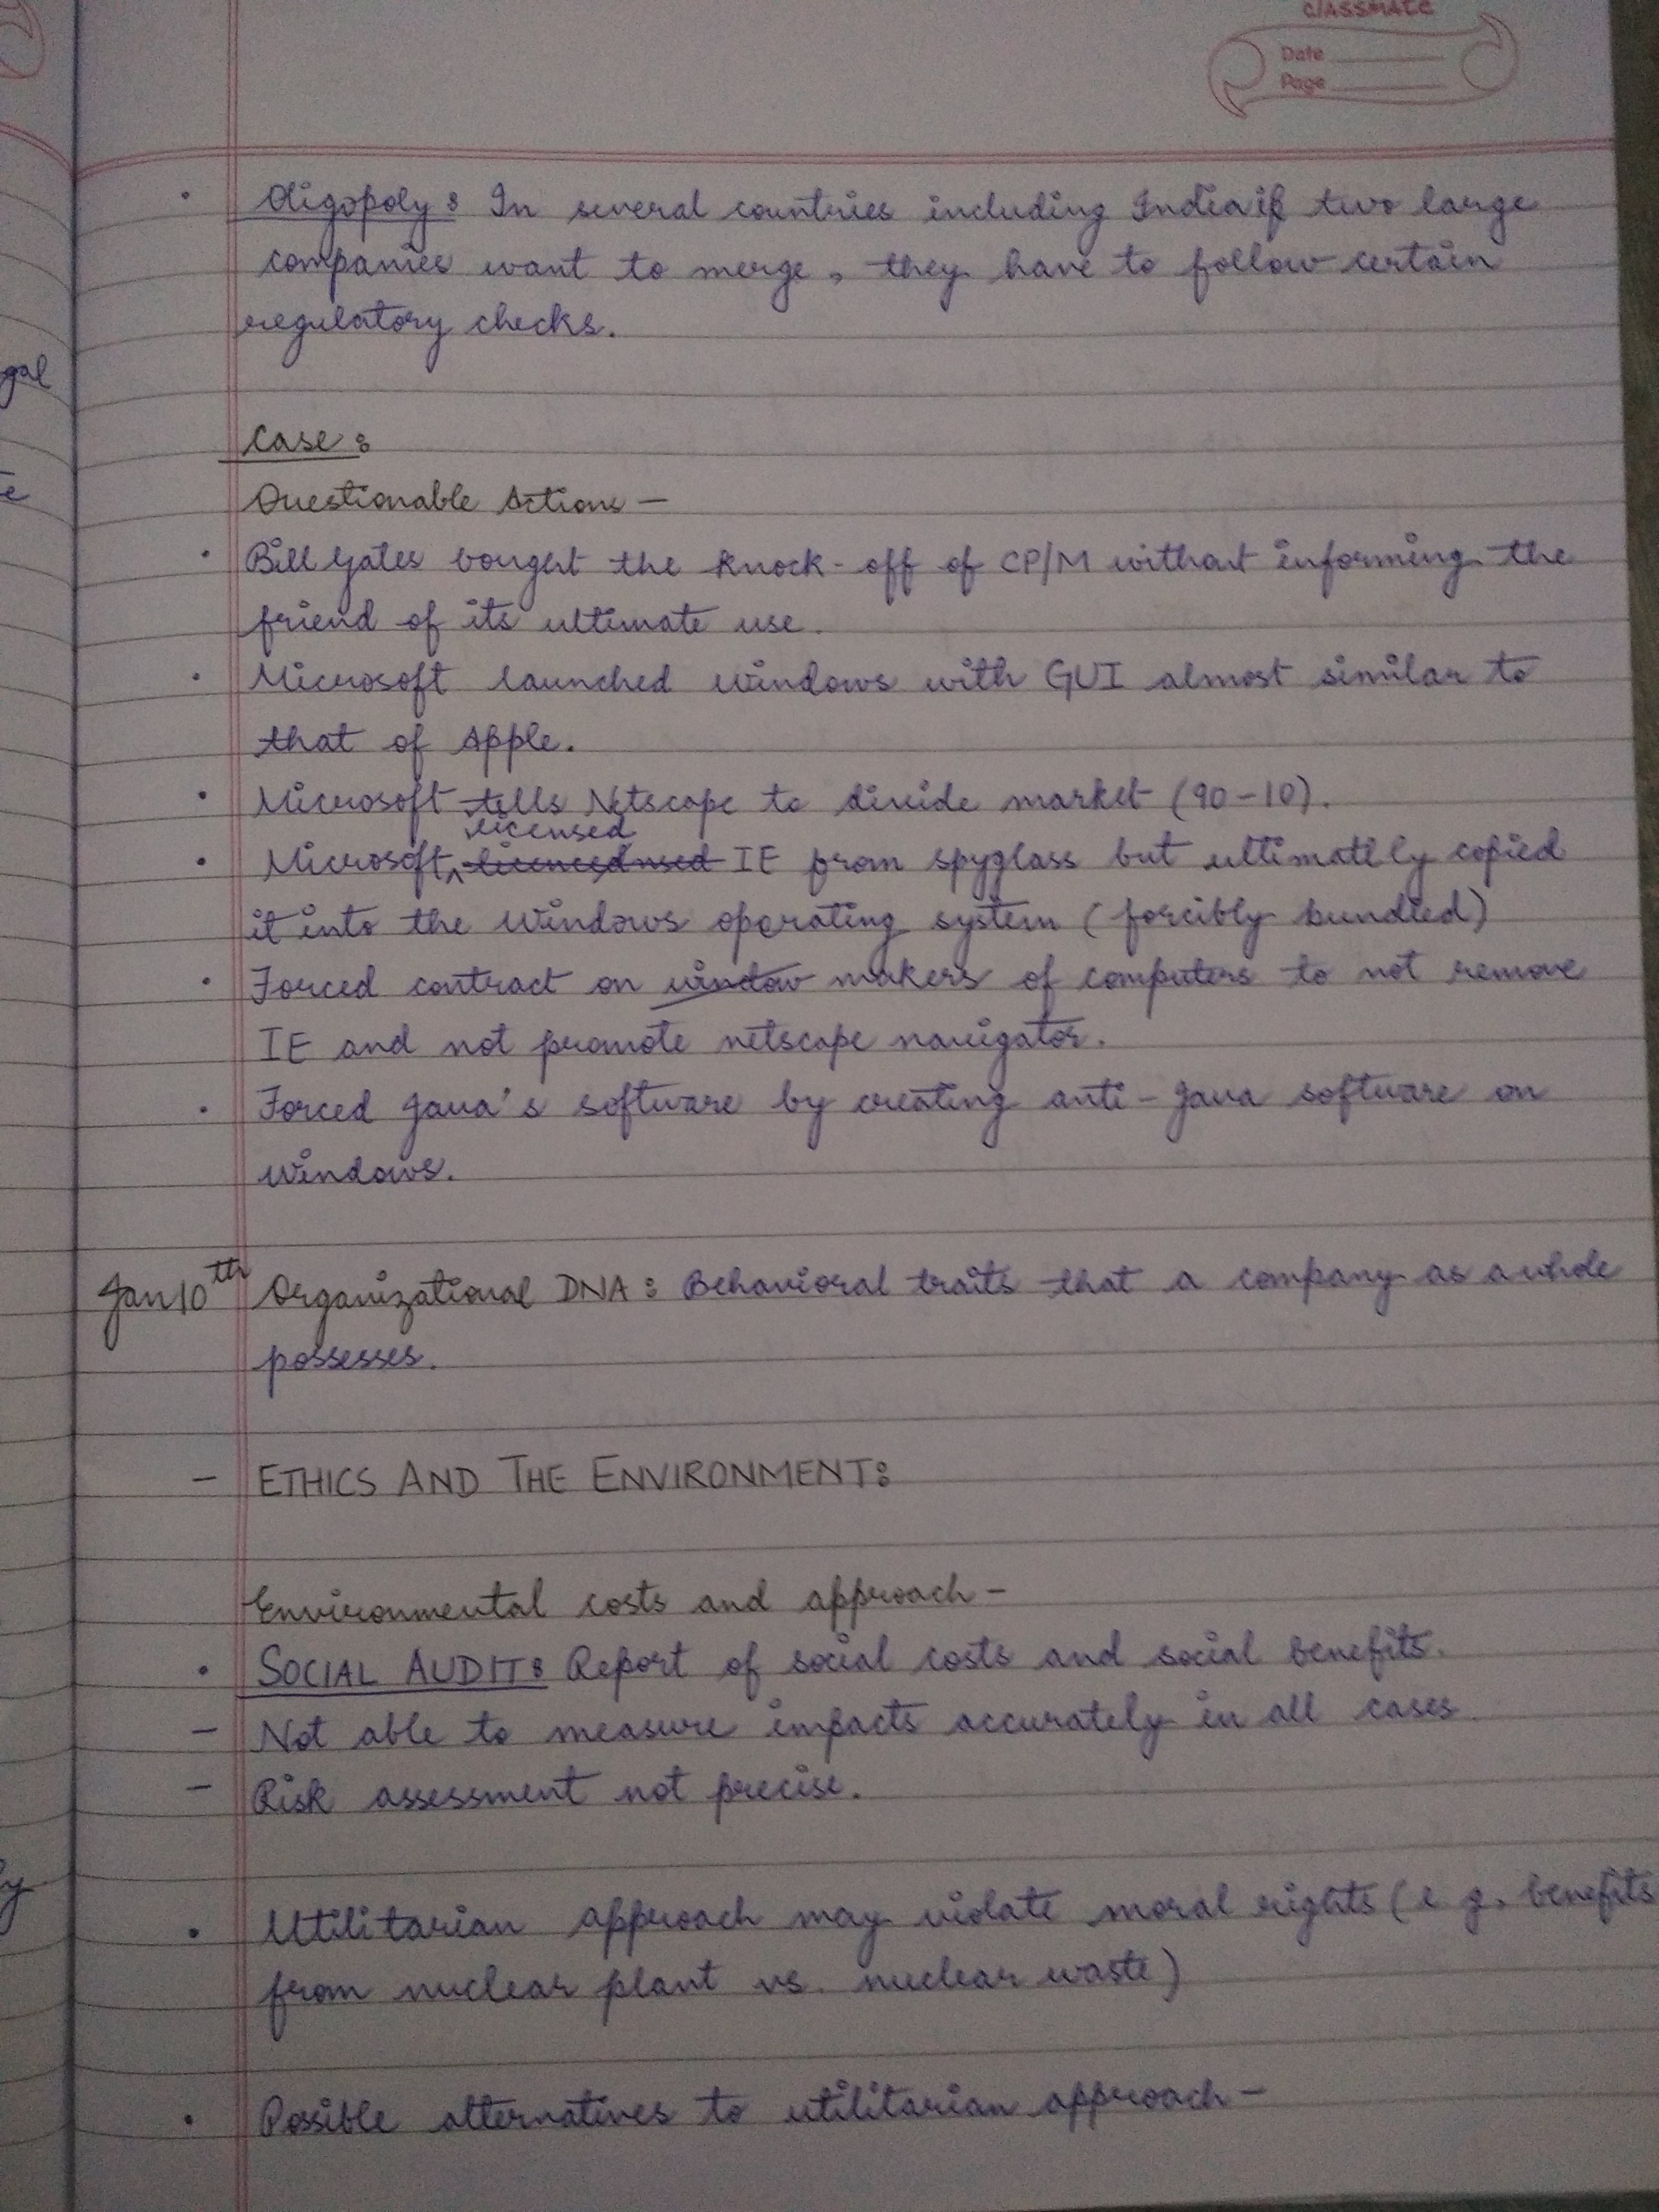 classmate
Date
Page
• Oligopoly: In several countries including India if two large
companies want to merge, they have to follow certain
regulatory checks.
gal
Case:
te
Questionable Actions –
• Bill Gates bought the knock-off of CP/M without informing the
friend of its ultimate use.
• Microsoft launched windows with GUI almost similar to
that of Apple.
• Microsoft tells Netscape to divide market (90-10).
licensed
• Microsoft ^ IE from spyglass but ultimatlly copied
it into the Windows operating system (forcibly bundled)
• Forced contract on window makers of computers to not remove
IE and not promote netscape navigator.
• Forced Java's software by creating anti-Java software on
windows.
Jan 10th Organizational DNA: Behavioral traits that a company as a whole
possesses.
– ETHICS AND THE ENVIRONMENT:
Environmental costs and approach –
• SOCIAL AUDIT: Report of social costs and social benefits.
– Not able to measure impacts accurately in all cases.
– Risk assessment not precise.
y
• Utilitarian approach may violate moral rights (e.g. benefits
from nuclear plant vs. nuclear waste)
• Possible alternatives to utilitarian approach –